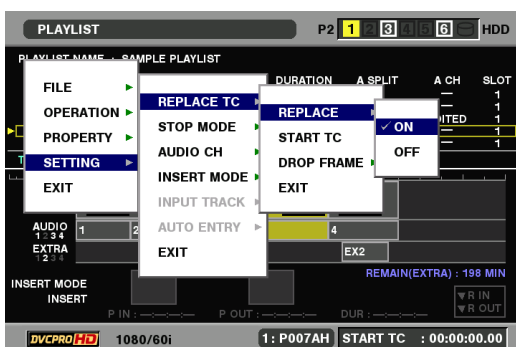 PLAYLIST P2 1 2 3 4 5 6 HDD
PLAYLIST NAME : SAMPLE PLAYLIST
DURATION A SPLIT A CH SLOT
1
1
1
1
1
FILE
OPERATION
PROPERTY
SETTING
EXIT
REPLACE TC
STOP MODE
AUDIO CH
INSERT MODE
INPUT TRACK
AUTO ENTRY
EXIT
REPLACE
START TC
DROP FRAME
EXIT
✓ ON
OFF
AUDIO 1 2 4
1 2 3 4
EXTRA EX2
1 2 3 4
REMAIN(EXTRA) : 198 MIN
INSERT MODE
INSERT
▼R IN
▼R OUT
P IN : --:--:--:-- P OUT : DUR : --:--:--:--
DVCPRO HD 1080/60i 1: P007AH START TC : 00:00:00.00